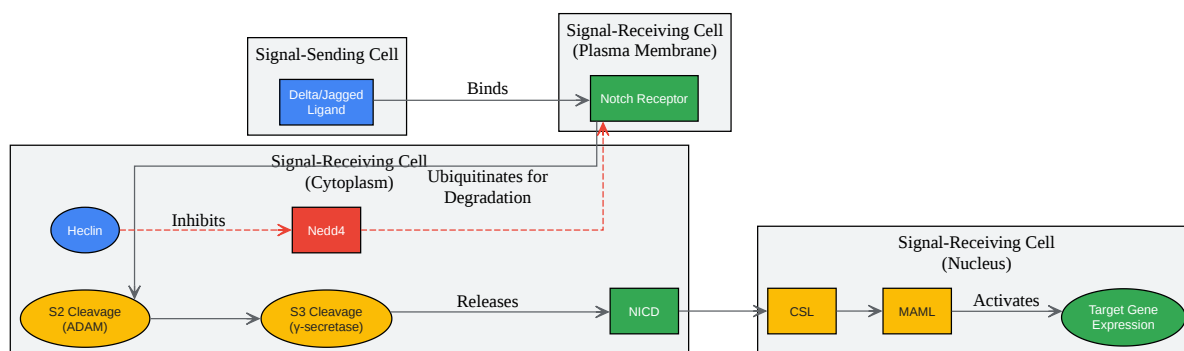 Signal-Sending Cell
Delta/Jagged
Ligand
Binds
Signal-Receiving Cell
(Plasma Membrane)
Notch Receptor
Signal-Receiving Cell
(Cytoplasm)
Ubiquitinates for
Degradation
Heclin
Inhibits
Nedd4
S2 Cleavage
(ADAM)
S3 Cleavage
(γ-secretase)
Releases
NICD
Signal-Receiving Cell
(Nucleus)
CSL
MAML
Activates
Target Gene
Expression